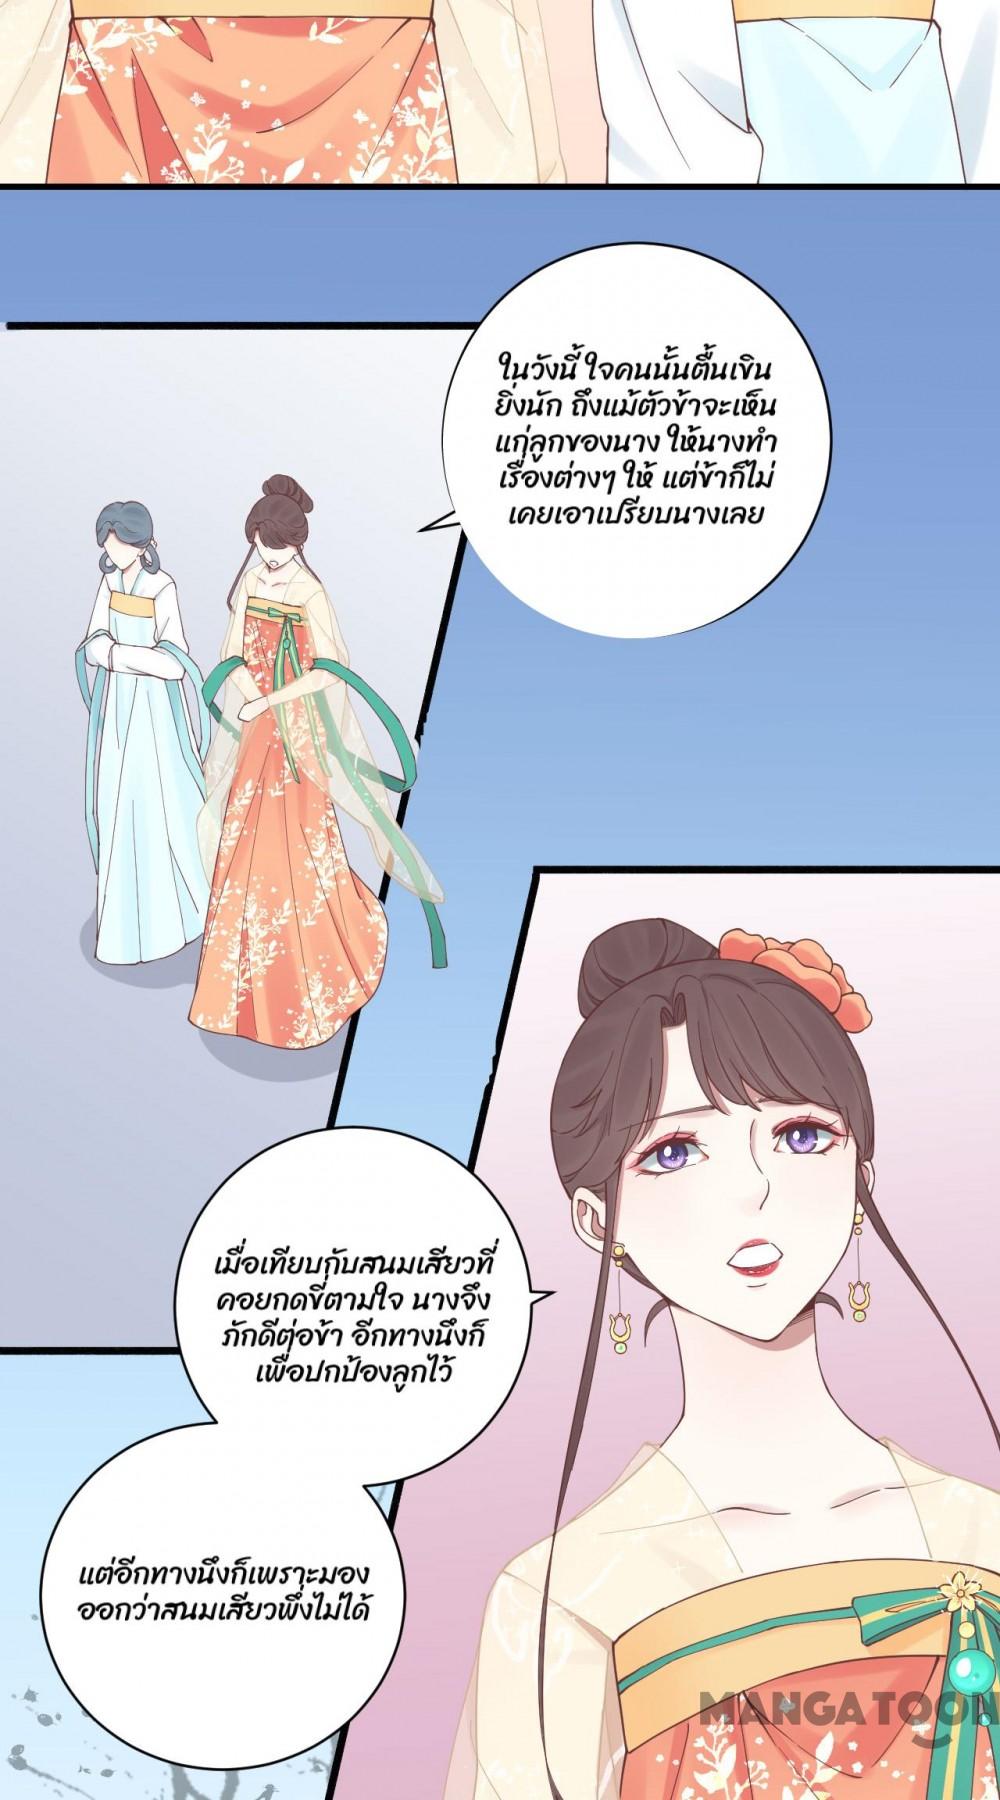 ในวังนี้ ใจคนนั้นตื้นเขิน
ยิ่งนัก ถึงแม้ตัวข้าจะเห็น
แก่ลูกของนาง ให้นางทำ
เรื่องต่างๆ ให้ แต่ข้าก็ไม่
เคยเอาเปรียบนางเลย
เมื่อเทียบกับสนมเสียวที่
คอยกดขี่ตามใจ นางจึง
ภักดีต่อข้า อีกทางนึงก็
เพื่อปกป้องลูกไว้
แต่อีกทางนึงก็เพราะมอง
ออกว่าสนมเสียวพึ่งไม่ได้
MANGATOON